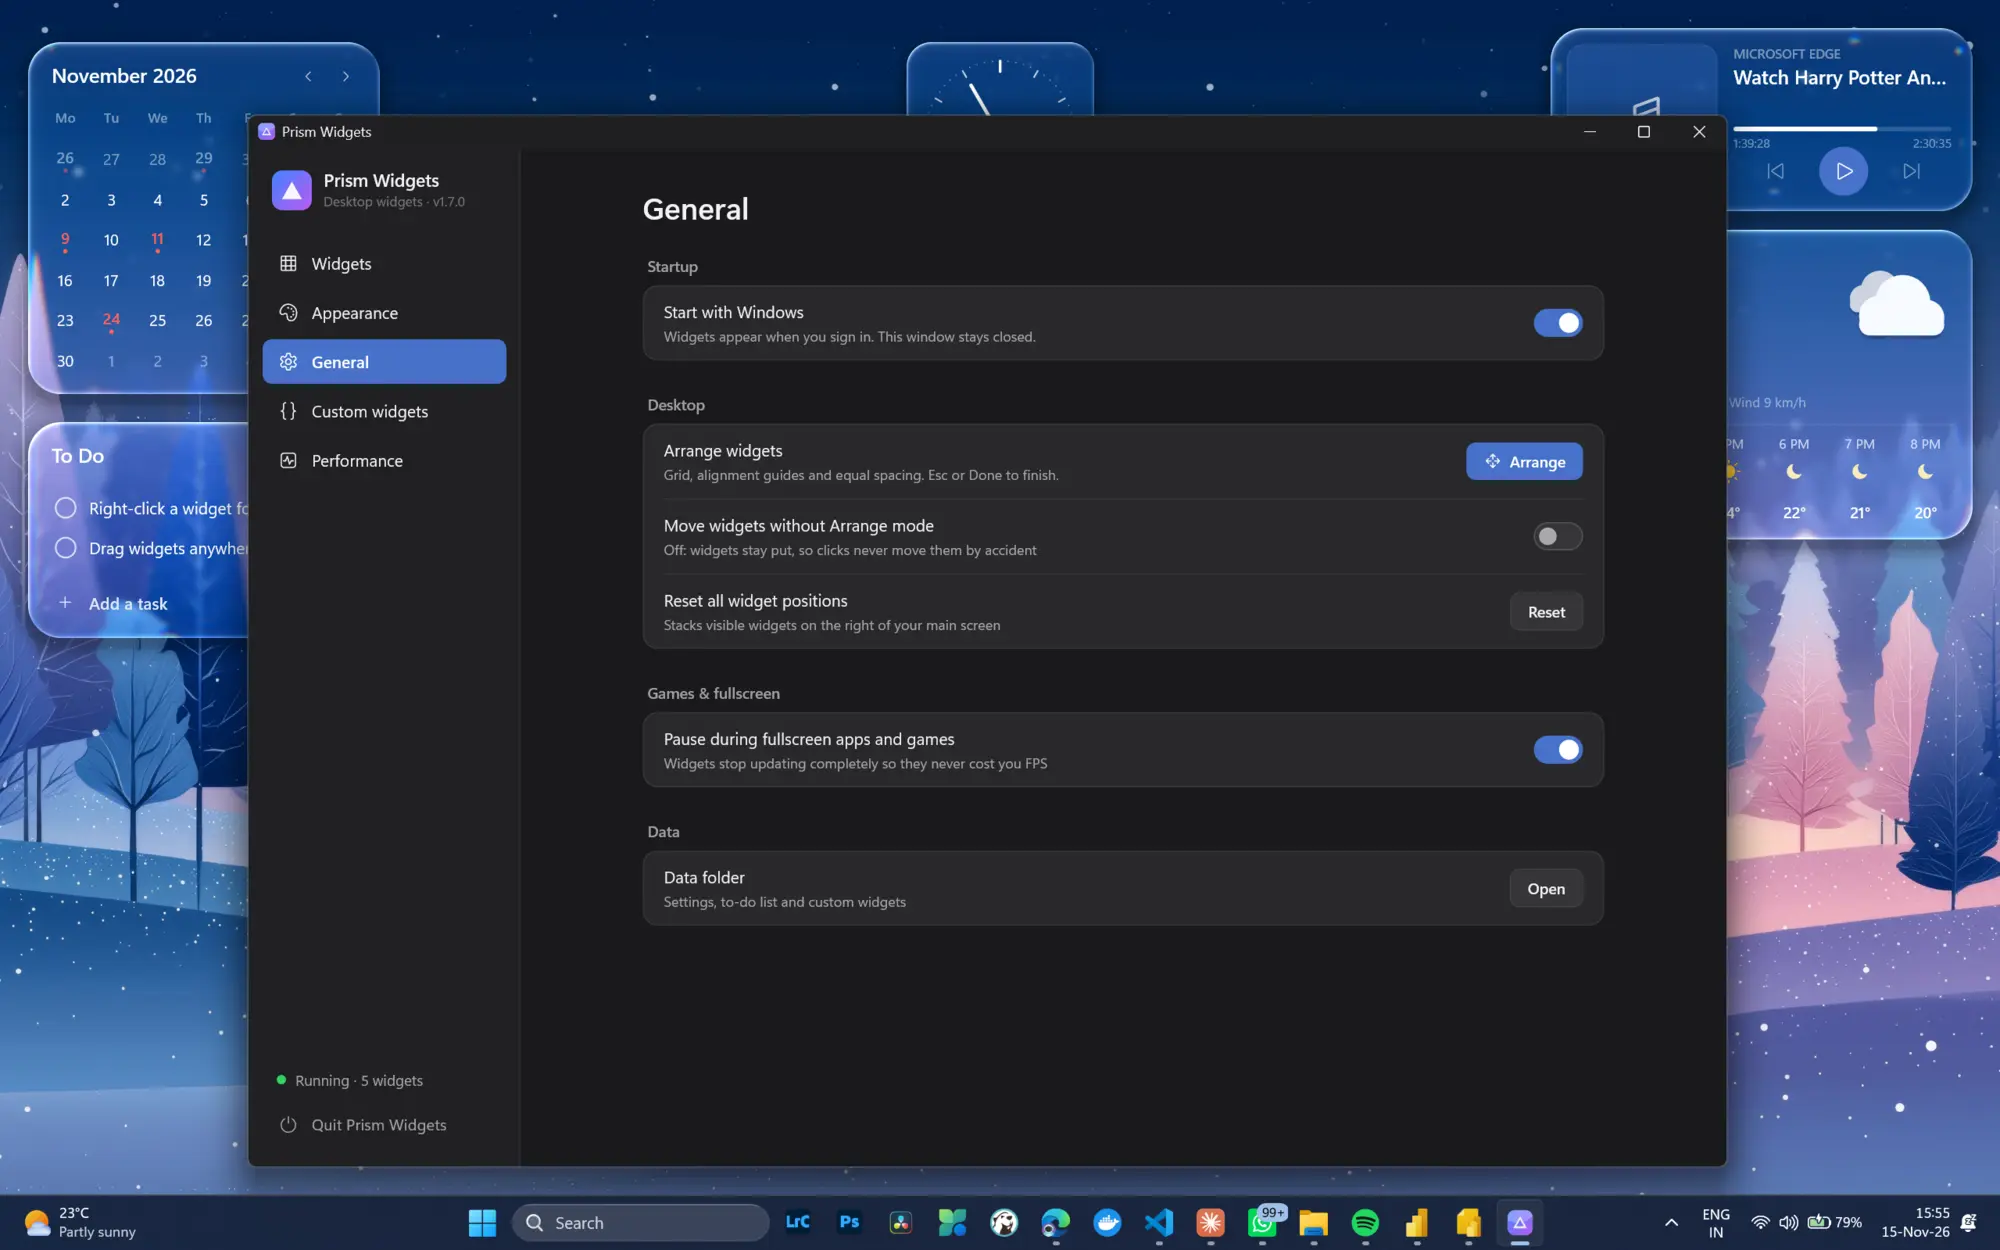 November 2026
Mo Tu We Th
26 27 28 29
2 3 4 5
9 10 11 12
16 17 18 19
23 24 25 26
30 1 2 3
To Do
Right-click a widget
Drag widgets
Add a task
MICROSOFT EDGE
Watch Harry Potter An...
1:39:28 2:30:35
Wind 9 km/h
6 PM 7 PM 8 PM
22° 21° 20°
Prism Widgets
Prism Widgets
Desktop widgets · v1.7.0
Widgets
Appearance
General
Custom widgets
Performance
Running · 5 widgets
Quit Prism Widgets
General
Startup
Start with Windows
Widgets appear when you sign in. This window stays closed.
Desktop
Arrange widgets
Grid, alignment guides and equal spacing. Esc or Done to finish.
Arrange
Move widgets without Arrange mode
Off: widgets stay put, so clicks never move them by accident
Reset all widget positions
Stacks visible widgets on the right of your main screen
Reset
Games & fullscreen
Pause during fullscreen apps and games
Widgets stop updating completely so they never cost you FPS
Data
Data folder
Settings, to-do list and custom widgets
Open
23°C
Partly sunny
Search
LrC
Ps
99+
ENG
IN
79%
15:55
15-Nov-26